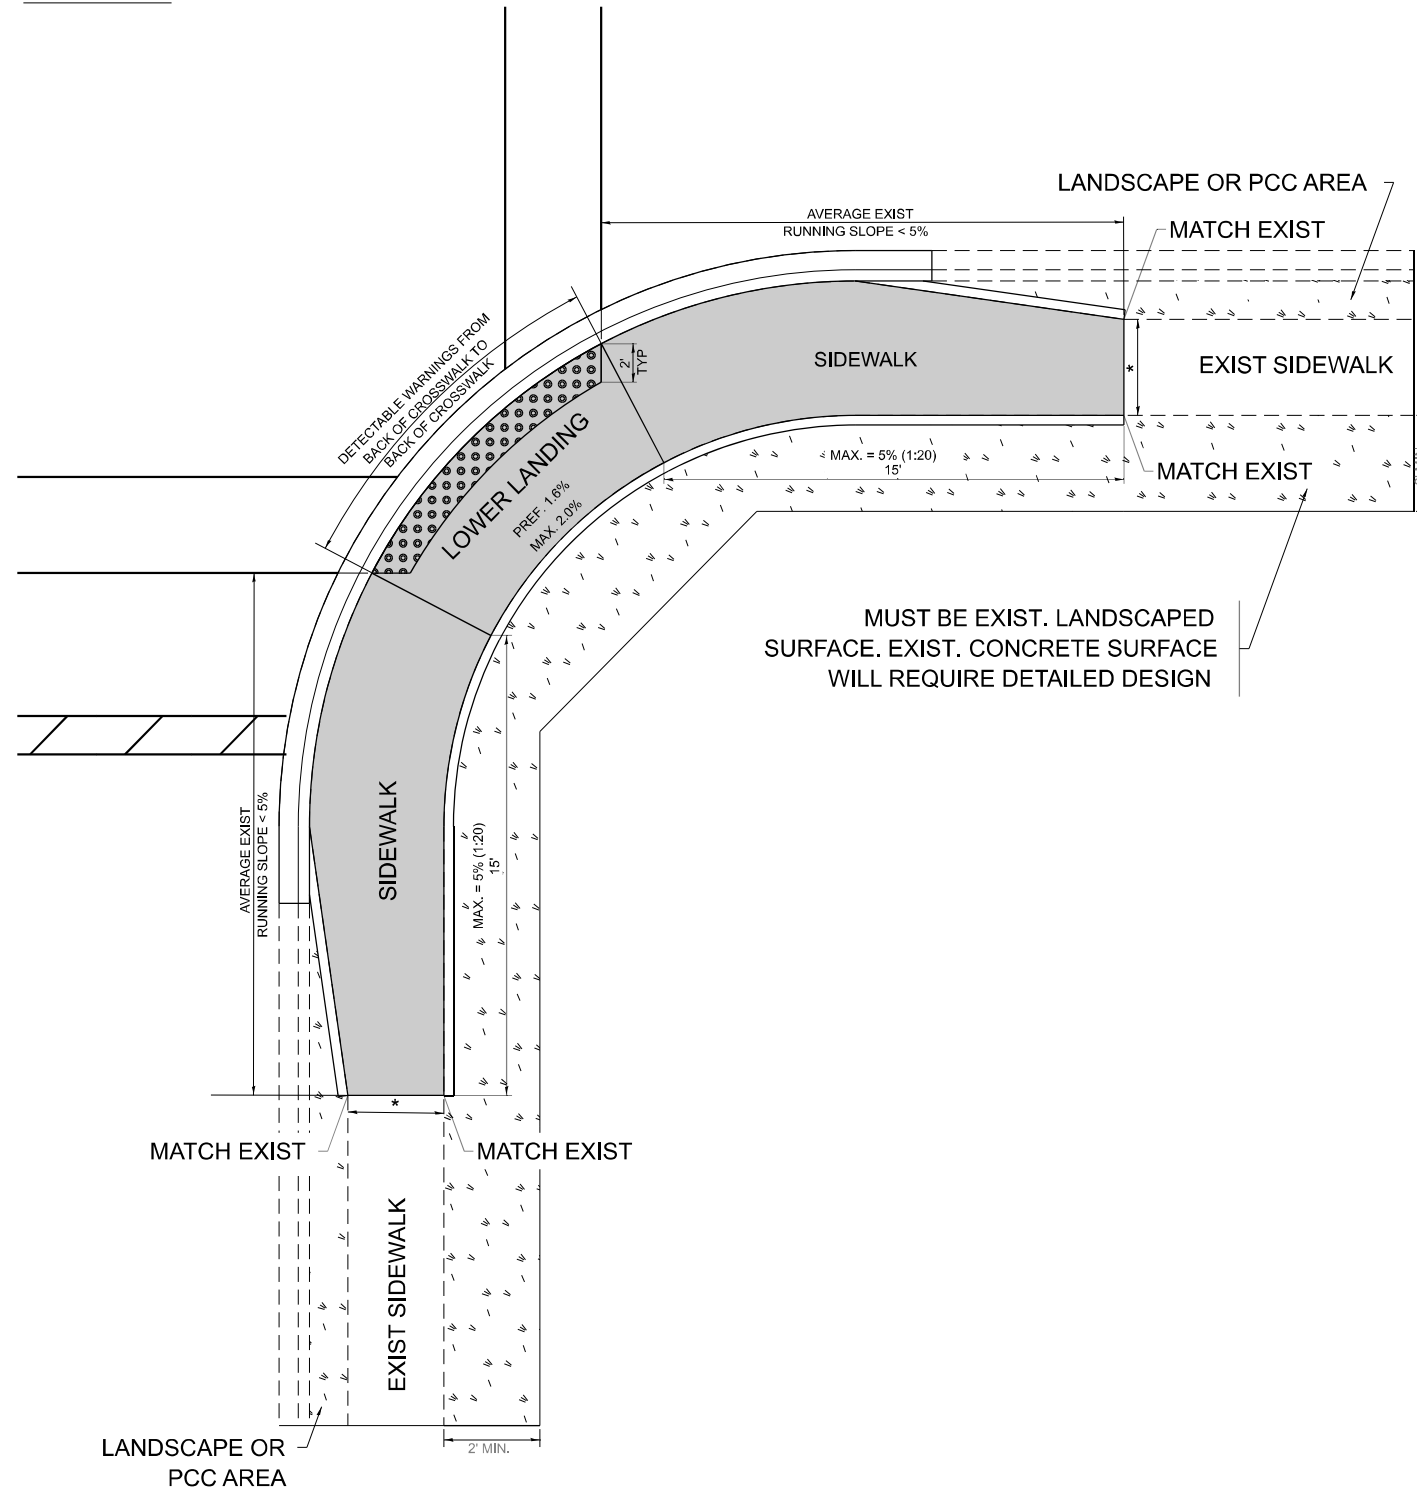 LANDSCAPE OR PCC AREA
AVERAGE EXIST
RUNNING SLOPE < 5%
MATCH EXIST
DETECTABLE WARNINGS FROM
BACK OF CROSSWALK TO
BACK OF CROSSWALK
2'
TYP
SIDEWALK
*
EXIST SIDEWALK
LOWER LANDING
PREF. 1.6%
MAX. 2.0%
MAX. = 5% (1:20)
15'
MATCH EXIST
MUST BE EXIST. LANDSCAPED
SURFACE. EXIST. CONCRETE SURFACE
WILL REQUIRE DETAILED DESIGN
AVERAGE EXIST
RUNNING SLOPE < 5%
SIDEWALK
MAX. = 5% (1:20)
15'
*
MATCH EXIST
MATCH EXIST
EXIST SIDEWALK
LANDSCAPE OR
PCC AREA
2' MIN.